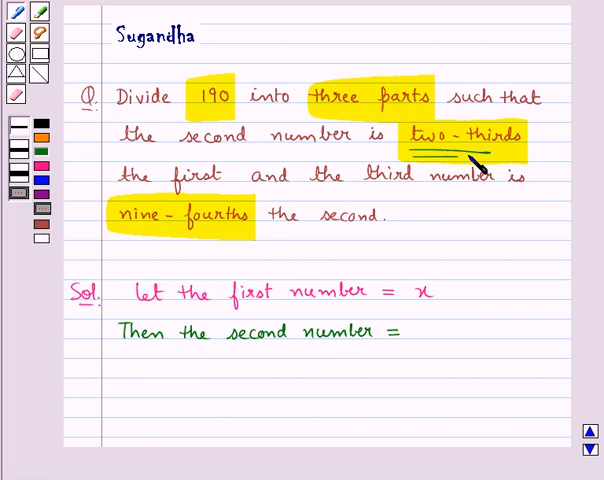 Sugandha
Q. Divide 190 into three parts such that
the second number is two-thirds
the first and the third number is
nine-fourths the second.
Sol. Let the first number = x
Then the second number =